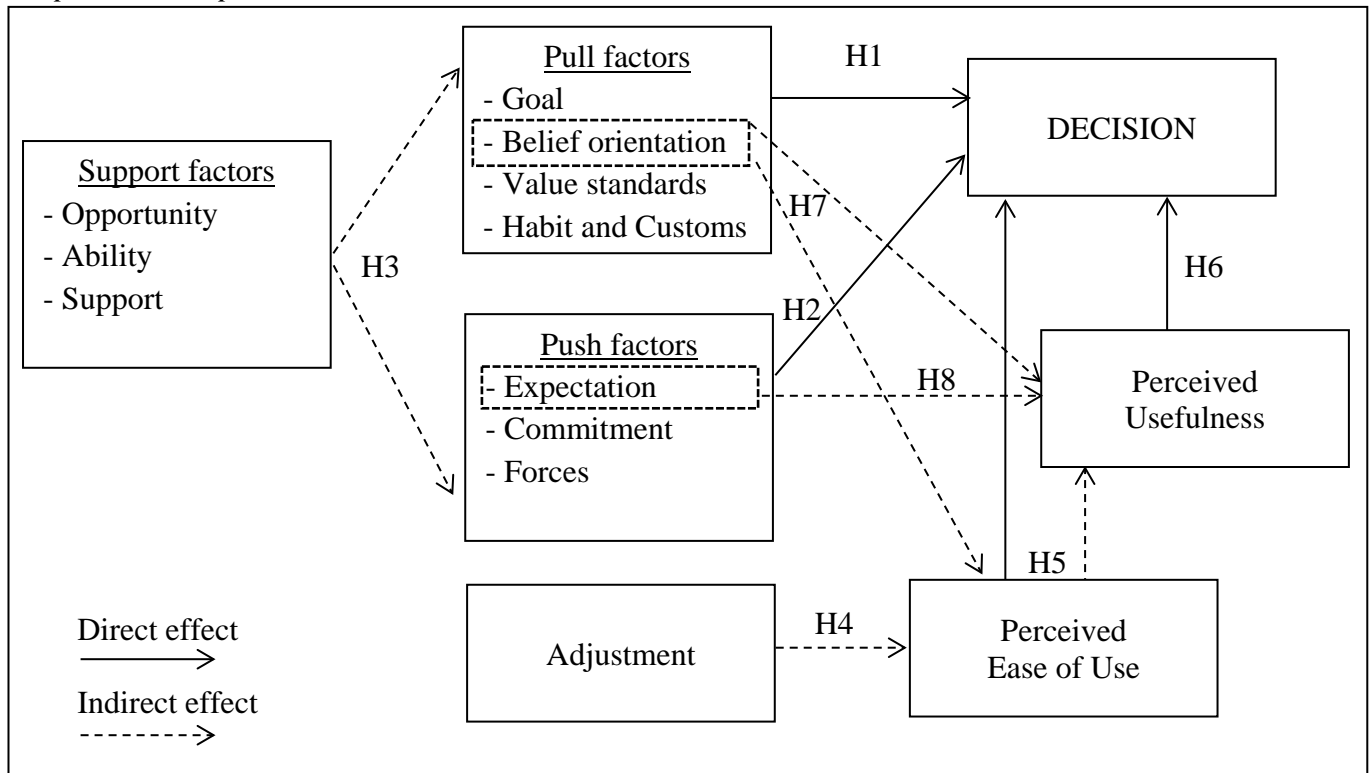 Support factors
- Opportunity
- Ability
- Support
H3
Pull factors
- Goal
- Belief orientation
- Value standards
- Habit and Customs
H1
DECISION
H7
H2
H6
Push factors
- Expectation
- Commitment
- Forces
H8
Perceived
Usefulness
H5
Adjustment
H4
Perceived
Ease of Use
Direct effect
Indirect effect